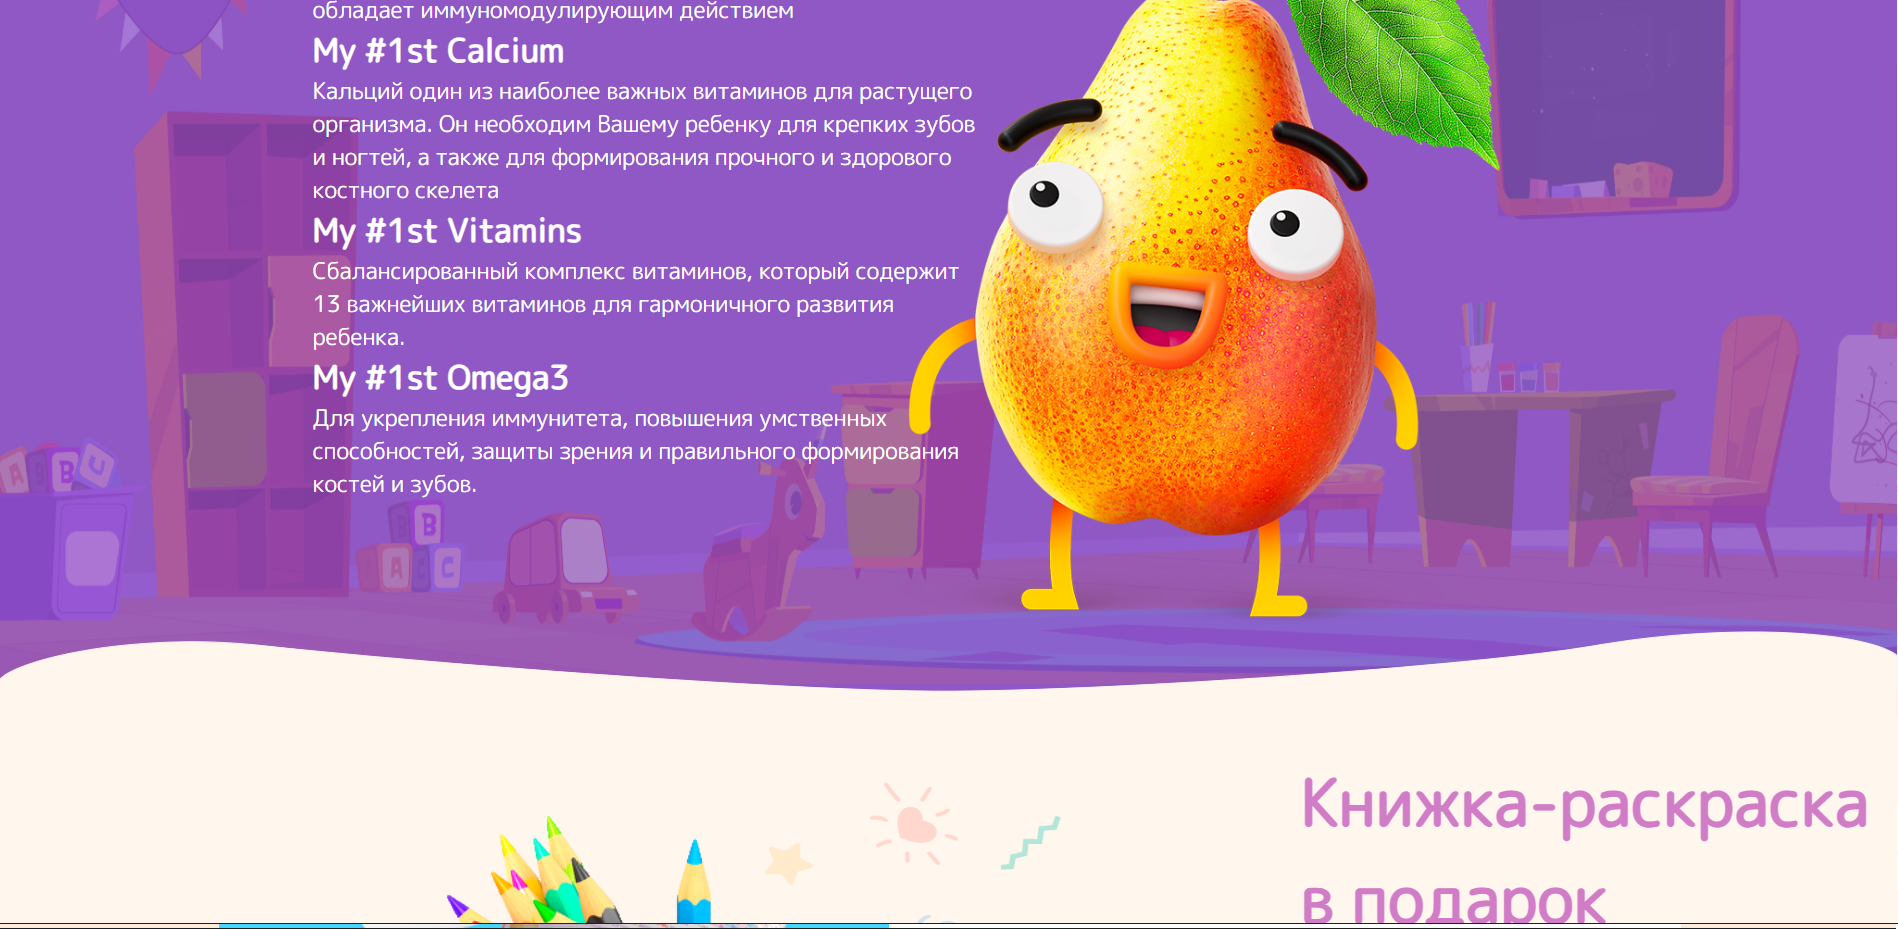 обладает иммуномодулирующим действием
My #1st Calcium
Кальций один из наиболее важных витаминов для растущего
организма. Он необходим Вашему ребенку для крепких зубов
и ногтей, а также для формирования прочного и здорового
костного скелета
My #1st Vitamins
Сбалансированный комплекс витаминов, который содержит
13 важнейших витаминов для гармоничного развития
ребенка.
My #1st Omega3
Для укрепления иммунитета, повышения умственных
способностей, защиты зрения и правильного формирования
костей и зубов.
A B B C
B
A C C
Книжка-раскраска
в подарок